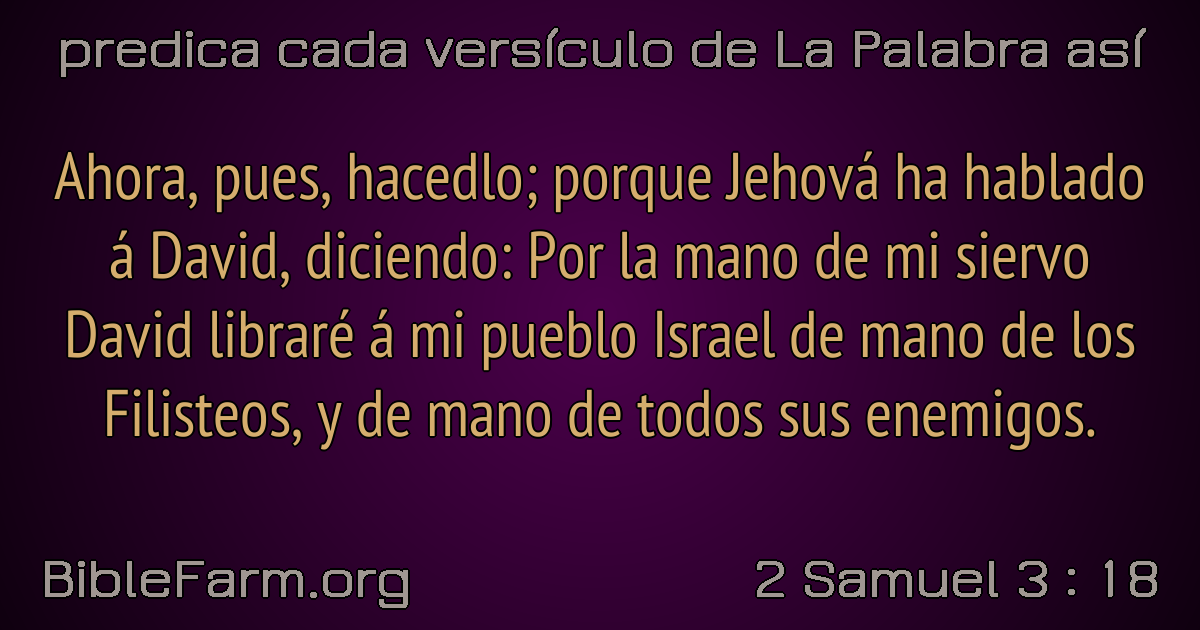 predica cada versículo de La Palabra así
Ahora, pues, hacedlo; porque Jehová ha hablado
á David, diciendo: Por la mano de mi siervo
David libraré á mi pueblo Israel de mano de los
Filisteos, y de mano de todos sus enemigos.
BibleFarm.org
2 Samuel 3 : 18